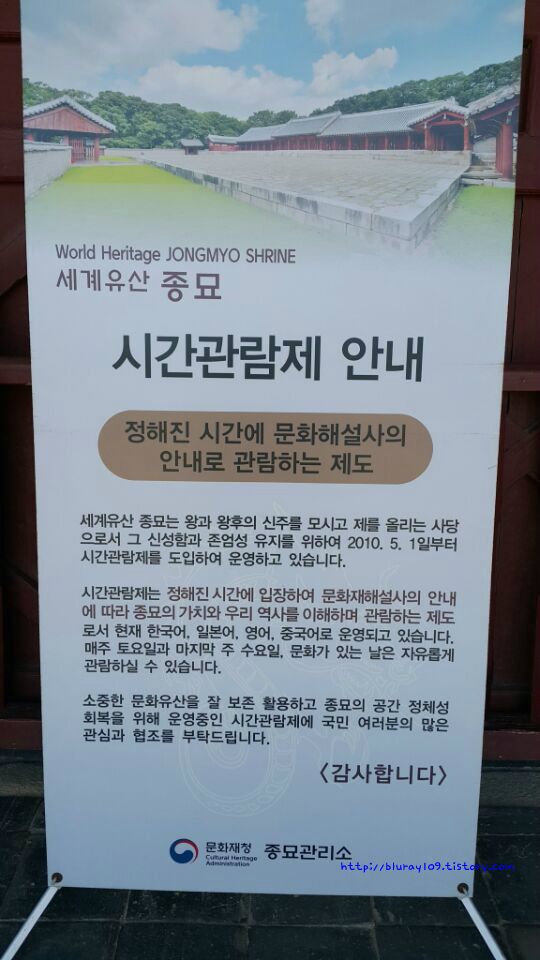 World Heritage JONGMYO SHRINE
세계유산 종묘
시간관람제 안내
정해진 시간에 문화해설사의
안내로 관람하는 제도
세계유산 종묘는 왕과 왕후의 신주를 모시고 제를 올리는 사당
으로서 그 신성함과 존엄성 유지를 위하여 2010. 5. 1일부터
시간관람제를 도입하여 운영하고 있습니다.
시간관람제는 정해진 시간에 입장하여 문화재해설사의 안내
에 따라 종묘의 가치와 우리 역사를 이해하며 관람하는 제도
로서 현재 한국어, 일본어, 영어, 중국어로 운영되고 있습니다.
매주 토요일과 마지막 주 수요일, 문화가 있는 날은 자유롭게
관람하실 수 있습니다.
소중한 문화유산을 잘 보존 활용하고 종묘의 공간 정체성
회복을 위해 운영중인 시간관람제에 국민 여러분의 많은
관심과 협조를 부탁드립니다.
<감사합니다>
문화재청 종묘관리소
Cultural Heritage
Administration
http://bluray109.tistory.com